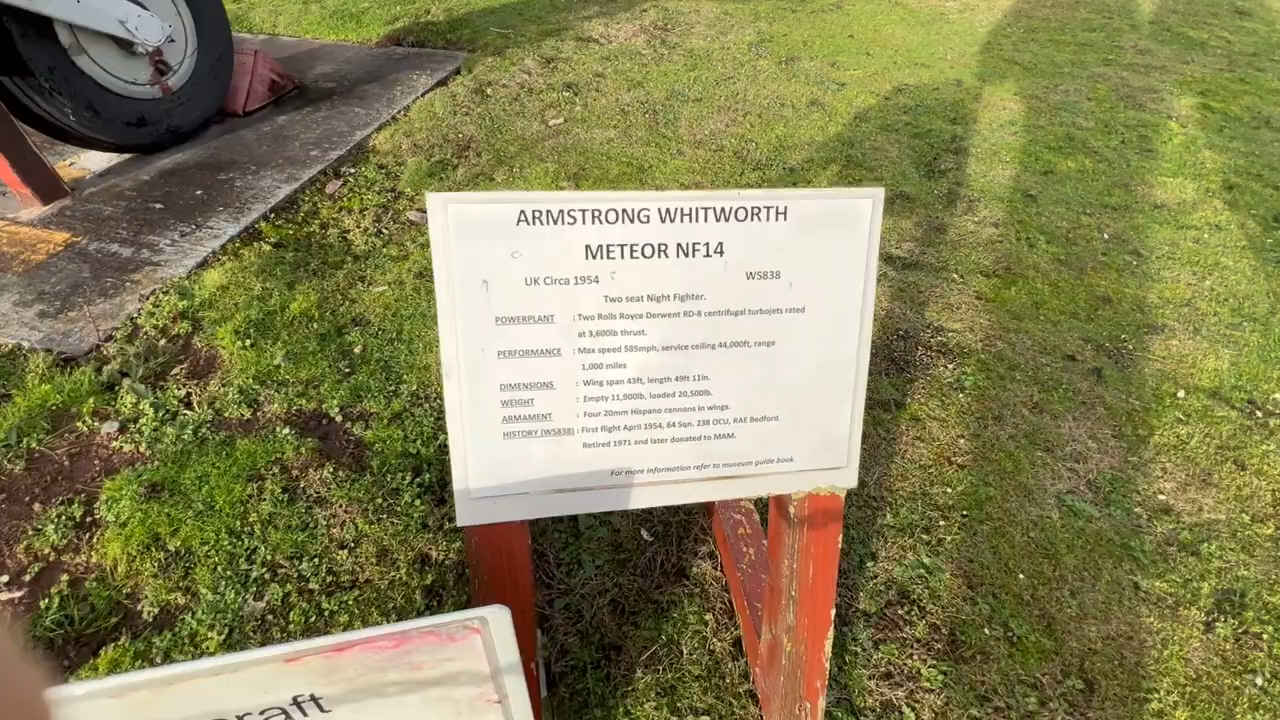 ARMSTRONG WHITWORTH
METEOR NF14
UK Circa 1954 WS838
Two seat Night Fighter.
POWERPLANT : Two Rolls Royce Derwent RD-8 centrifugal turbojets rated
at 3,600lb thrust.
PERFORMANCE : Max speed 585mph, service ceiling 44,000ft, range
1,000 miles
DIMENSIONS : Wing span 43ft, length 49ft 11in.
WEIGHT : Empty 11,900lb, loaded 20,500lb.
ARMAMENT : Four 20mm Hispano cannons in wings.
HISTORY (WS838) : First flight April 1954, 64 Sqn. 238 OCU, RAE Bedford.
Retired 1971 and later donated to MAM.
For more information refer to museum guide book.